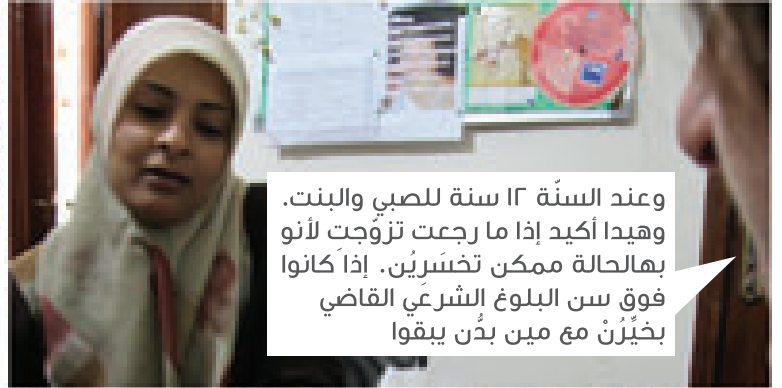 وعند السنّة ١٢ سنة للصبي والبنت.
وهيدا أكيد إذا ما رجعت تزوّجتِ لأنو
بهالحالة ممكن تخسَرِيُن. إذا كانوا
فوق سن البلوغ الشرعي القاضي
بخيِّرُنْ مع مين بدُّن يبقوا